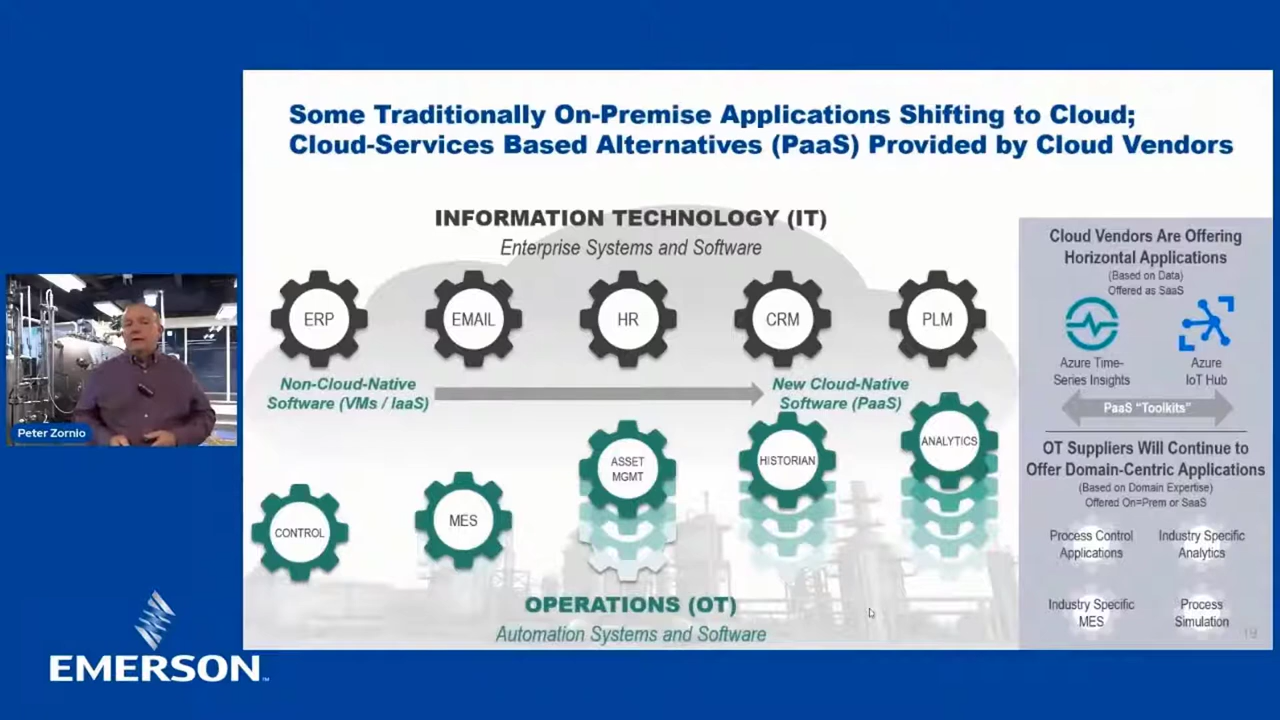 Some Traditionally On-Premise Applications Shifting to Cloud;
Cloud-Services Based Alternatives (PaaS) Provided by Cloud Vendors
INFORMATION TECHNOLOGY (IT)
Enterprise Systems and Software
ERP
EMAIL
HR
CRM
PLM
Non-Cloud-Native
Software (VMs / IaaS)
New Cloud-Native
Software (PaaS)
CONTROL
MES
ASSET
MGMT
HISTORIAN
ANALYTICS
OPERATIONS (OT)
Automation Systems and Software
Cloud Vendors Are Offering
Horizontal Applications
(Based on Data)
Offered as SaaS
Azure Time-
Series Insights
Azure
IoT Hub
PaaS "Toolkits"
OT Suppliers Will Continue to
Offer Domain-Centric Applications
(Based on Domain Expertise)
Offered On=Prem or SaaS
Process Control
Applications
Industry Specific
Analytics
Industry Specific
MES
Process
Simulation
19
Peter Zornio
EMERSON